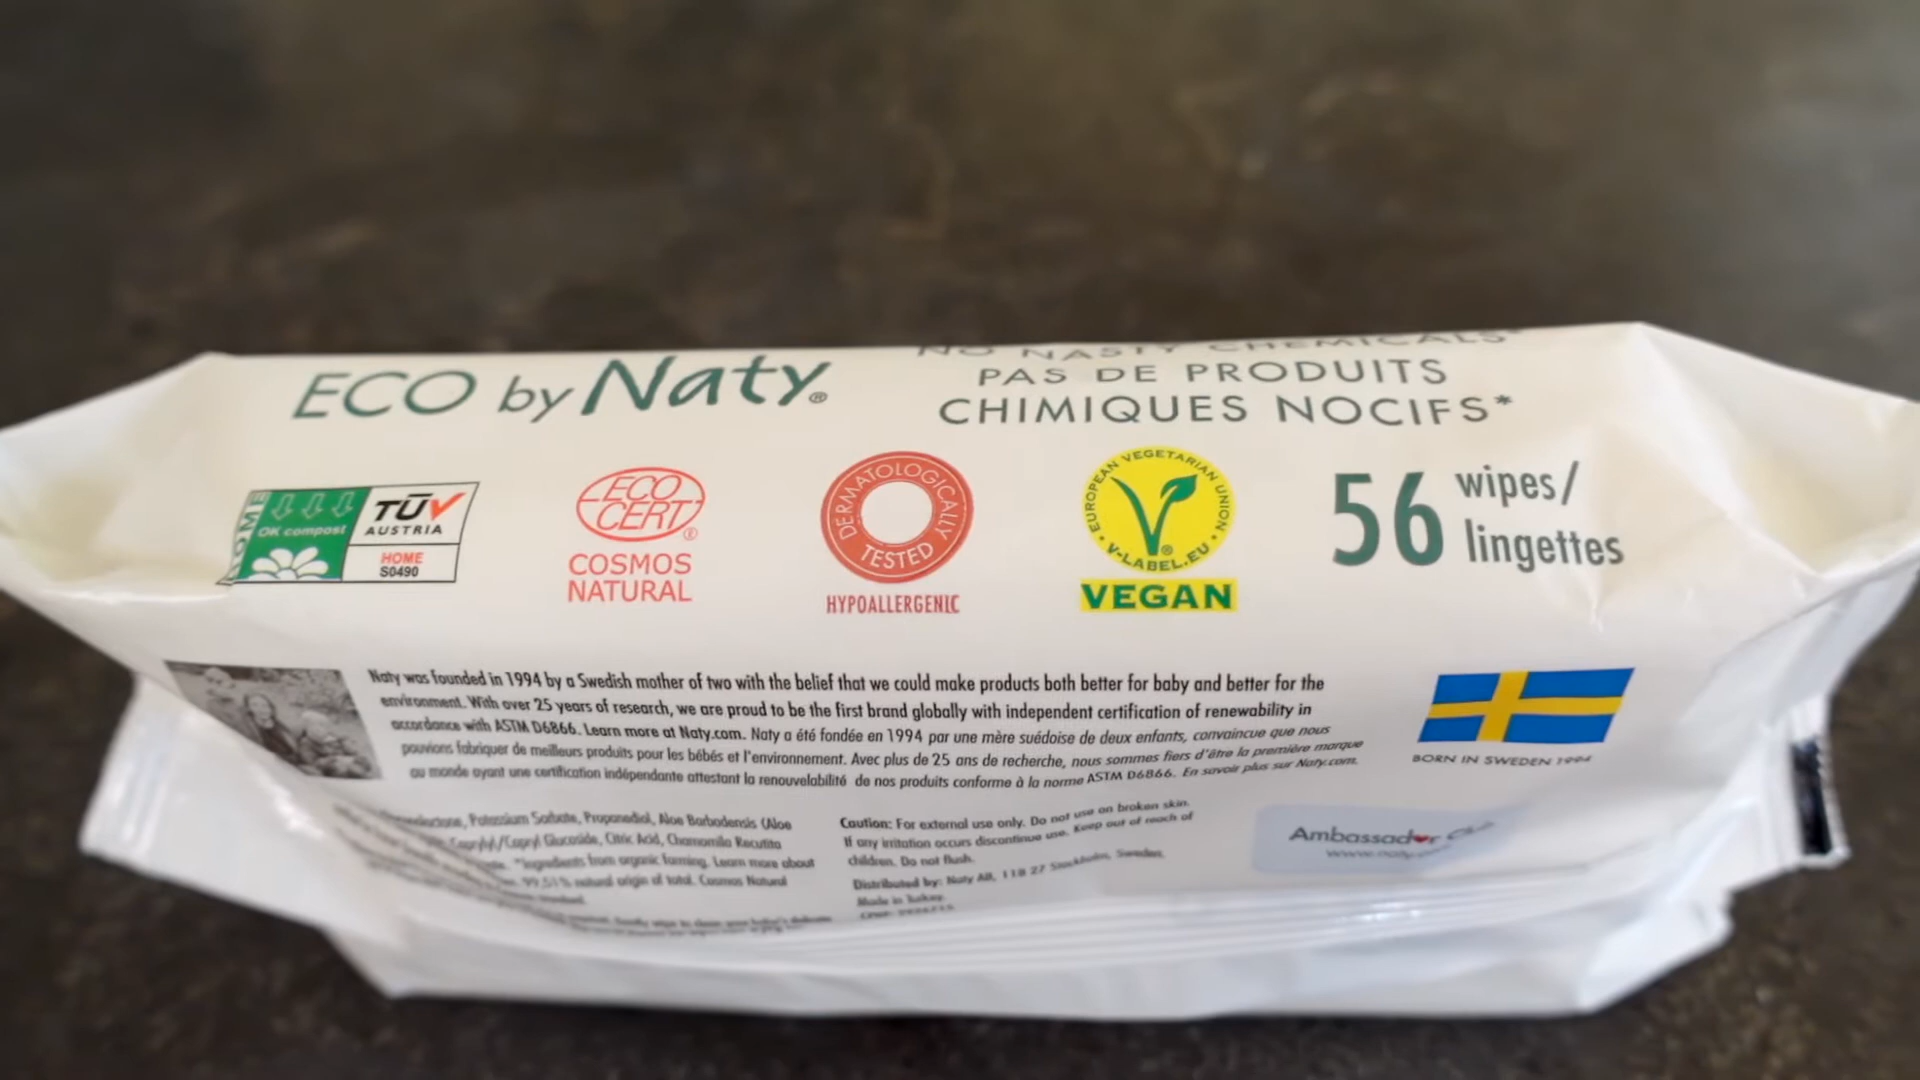 ECO by Naty®
NO NASTY CHEMICALS*
PAS DE PRODUITS
CHIMIQUES NOCIFS*
HOME
OK compost
TÜV
AUSTRIA
HOME
S0490
ECO
CERT®
COSMOS
NATURAL
DERMATOLOGICALLY
TESTED
HYPOALLERGENIC
EUROPEAN VEGETARIAN UNION
V-LABEL.EU
VEGAN
56 wipes/
lingettes
Naty was founded in 1994 by a Swedish mother of two with the belief that we could make products both better for baby and better for the
environment. With over 25 years of research, we are proud to be the first brand globally with independent certification of renewability in
accordance with ASTM D6866. Learn more at Naty.com. Naty a été fondée en 1994 par une mère suédoise de deux enfants, convaincue que nous
pouvions fabriquer de meilleurs produits pour les bébés et l'environnement. Avec plus de 25 ans de recherche, nous sommes fiers d'être la première marque
au monde ayant une certification indépendante attestant la renouvelabilité de nos produits conforme à la norme ASTM D6866. En savoir plus sur Naty.com.
BORN IN SWEDEN 1994
Potassium Sorbate, Propanediol, Aloe Barbadensis (Aloe
Caprylyl/Capryl Glucoside, Citric Acid, Chamomilla Recutita
ingredients from organic farming. Learn more about
99,51% natural origin of total. Cosmos Natural
Caution: For external use only. Do not use on broken skin.
If any irritation occurs discontinue use. Keep out of reach of
children. Do not flush.
Distributed by: Naty AB, 118 27 Stockholm, Sweden.
Made in Turkey
Ambassador Club